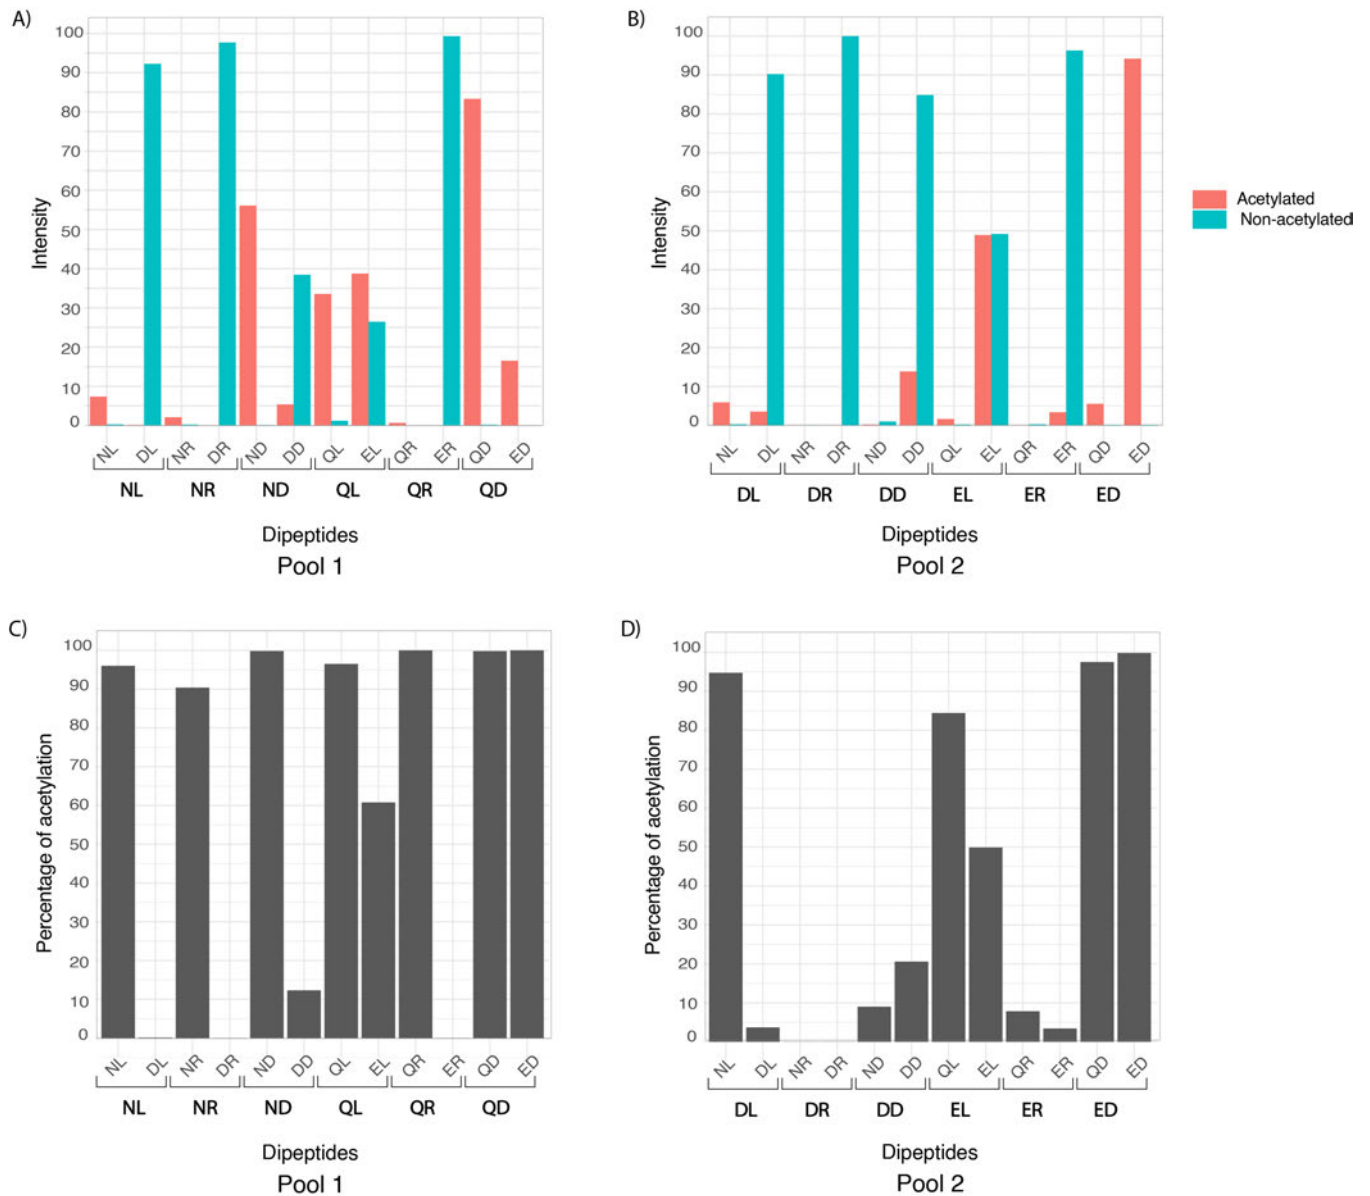 A)
100
90
80
70
60
50
40
30
20
10
0
Intensity
NL DL NR DR ND DD QL EL QR ER QD ED
NL NR ND QL QR QD
Dipeptides
Pool 1
B)
100
90
80
70
60
50
40
30
20
10
0
Intensity
NL DL NR DR ND DD QL EL QR ER QD ED
DL DR DD EL ER ED
Dipeptides
Pool 2
Acetylated
Non-acetylated
C)
100
90
80
70
60
50
40
30
20
10
0
Percentage of acetylation
NL DL NR DR ND DD QL EL QR ER QD ED
NL NR ND QL QR QD
Dipeptides
Pool 1
D)
100
90
80
70
60
50
40
30
20
10
0
Percentage of acetylation
NL DL NR DR ND DD QL EL QR ER QD ED
DL DR DD EL ER ED
Dipeptides
Pool 2